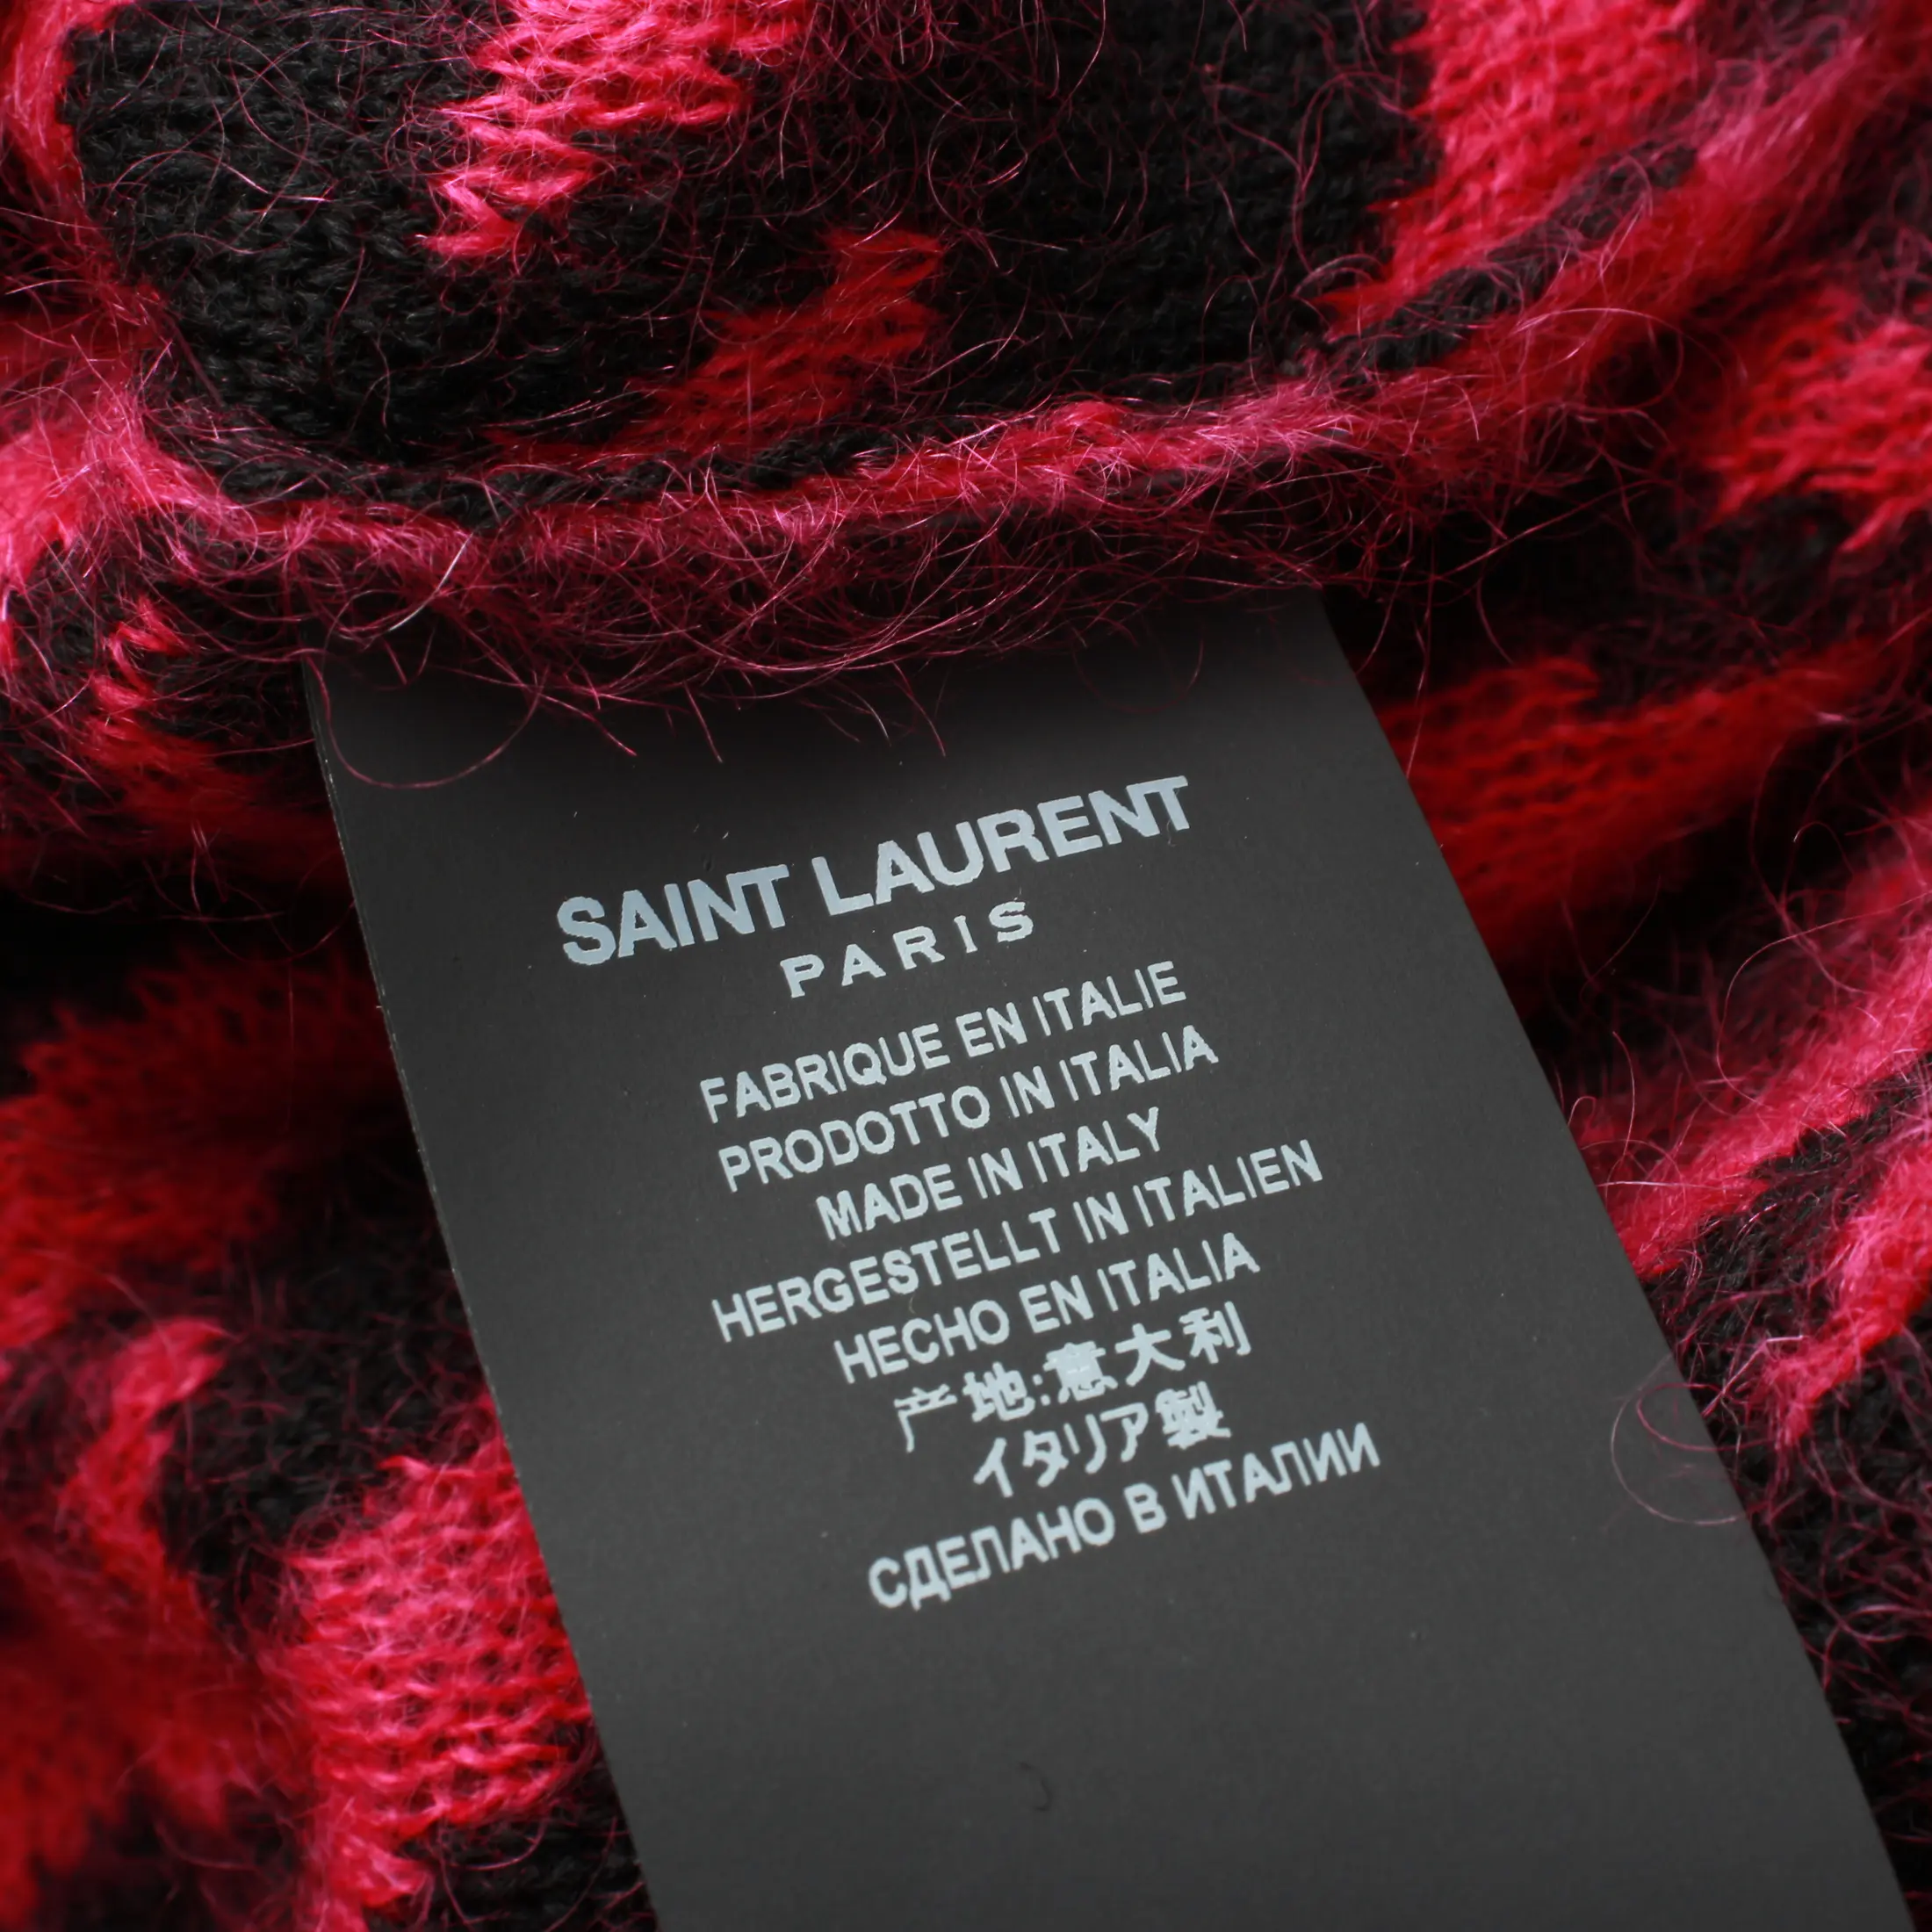 SAINT LAURENT
PARIS
FABRIQUE EN ITALIE
PRODOTTO IN ITALIA
MADE IN ITALY
HERGESTELLT IN ITALIEN
HECHO EN ITALIA
产地:意大利
イタリア製
СДЕЛАНО В ИТАЛИИ